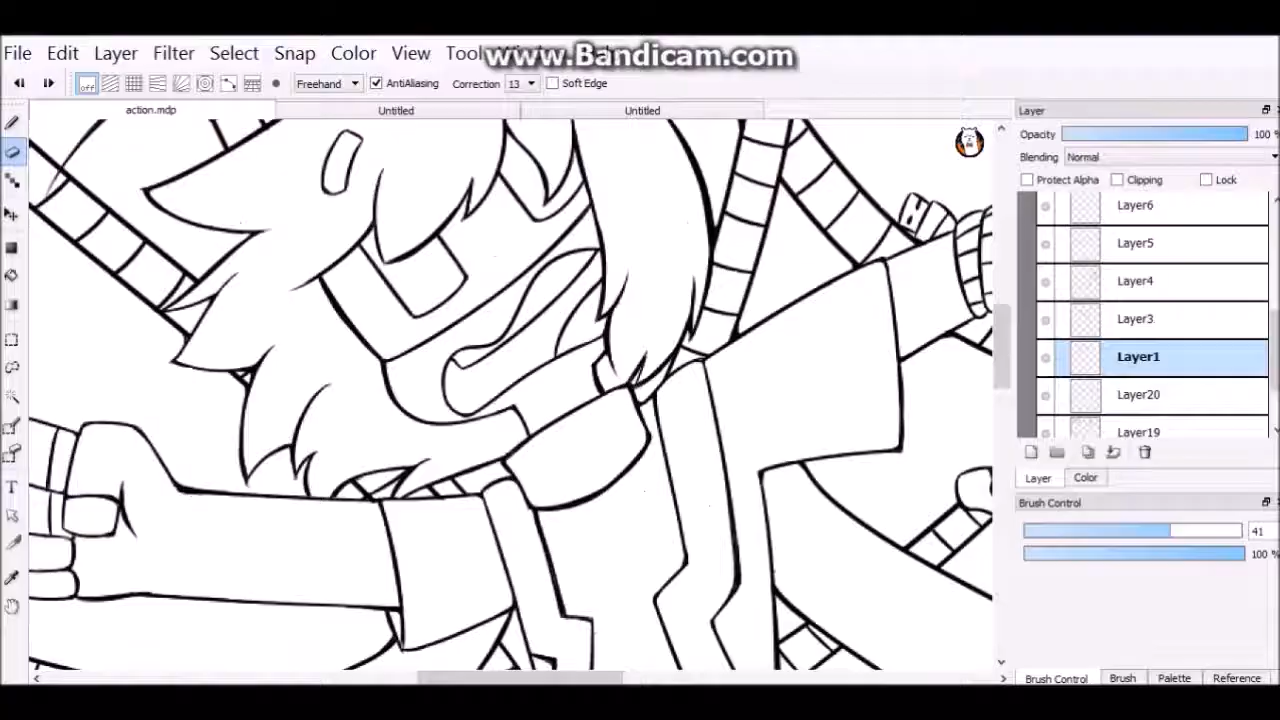 File Edit Layer Filter Select Snap Color View Tool
www.Bandicam.com
off Freehand AntiAliasing Correction 13 Soft Edge
action.mdp Untitled Untitled
Layer
Opacity 100 %
Blending Normal
Protect Alpha Clipping Lock
Layer6
Layer5
Layer4
Layer3
Layer1
Layer20
Layer19
Layer Color
Brush Control
41
100 %
Brush Control Brush Palette Reference
T